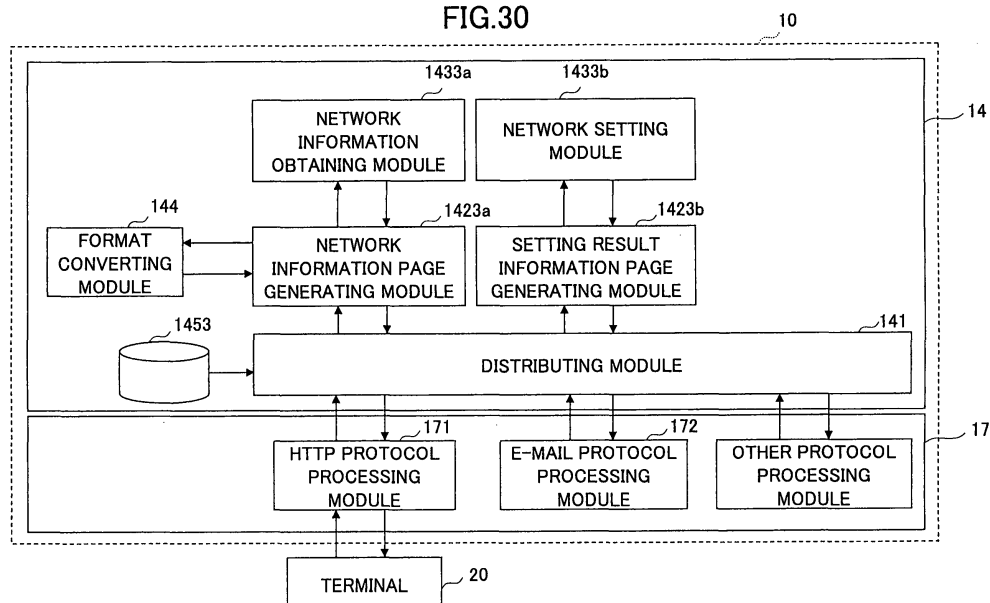 FIG.30
10
1433a
1433b
14
NETWORK
INFORMATION
OBTAINING MODULE
NETWORK SETTING
MODULE
144
1423a
1423b
FORMAT
CONVERTING
MODULE
NETWORK
INFORMATION PAGE
GENERATING MODULE
SETTING RESULT
INFORMATION PAGE
GENERATING MODULE
1453
141
DISTRIBUTING MODULE
171
172
17
HTTP PROTOCOL
PROCESSING
MODULE
E-MAIL PROTOCOL
PROCESSING
MODULE
OTHER PROTOCOL
PROCESSING
MODULE
TERMINAL
20